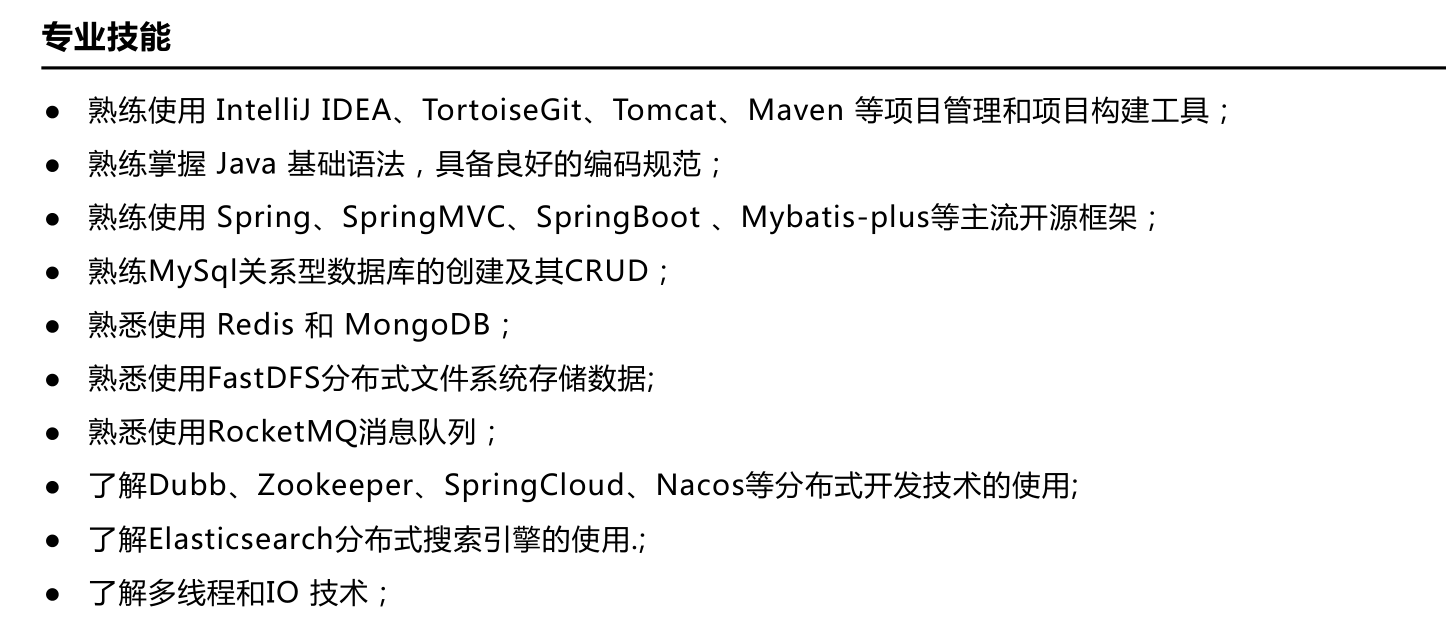 专业技能
● 熟练使用 IntelliJ IDEA、TortoiseGit、Tomcat、Maven 等项目管理和项目构建工具；
● 熟练掌握 Java 基础语法，具备良好的编码规范；
● 熟练使用 Spring、SpringMVC、SpringBoot 、Mybatis-plus等主流开源框架；
● 熟练MySql关系型数据库的创建及其CRUD；
● 熟悉使用 Redis 和 MongoDB；
● 熟悉使用FastDFS分布式文件系统存储数据;
● 熟悉使用RocketMQ消息队列；
● 了解Dubb、Zookeeper、SpringCloud、Nacos等分布式开发技术的使用;
● 了解Elasticsearch分布式搜索引擎的使用.;
● 了解多线程和IO 技术；